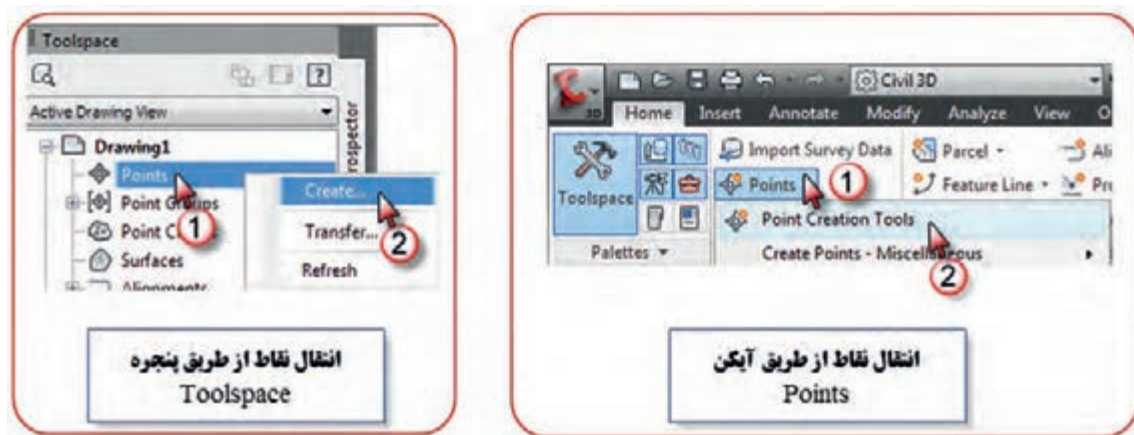 Toolspace
Active Drawing View
Drawing1
Points
Point Groups
Point
Surfaces
Alignments
Create...
Transfer...
Refresh
1
2
انتقال نقاط از طریق پنجره
Toolspace
Civil 3D
3D Home Insert Annotate Modify Analyze View
Import Survey Data Parcel
Toolspace Points 1 Feature Line
Point Creation Tools
Palettes Create Points - Miscellaneous
2
انتقال نقاط از طریق آیکن
Points